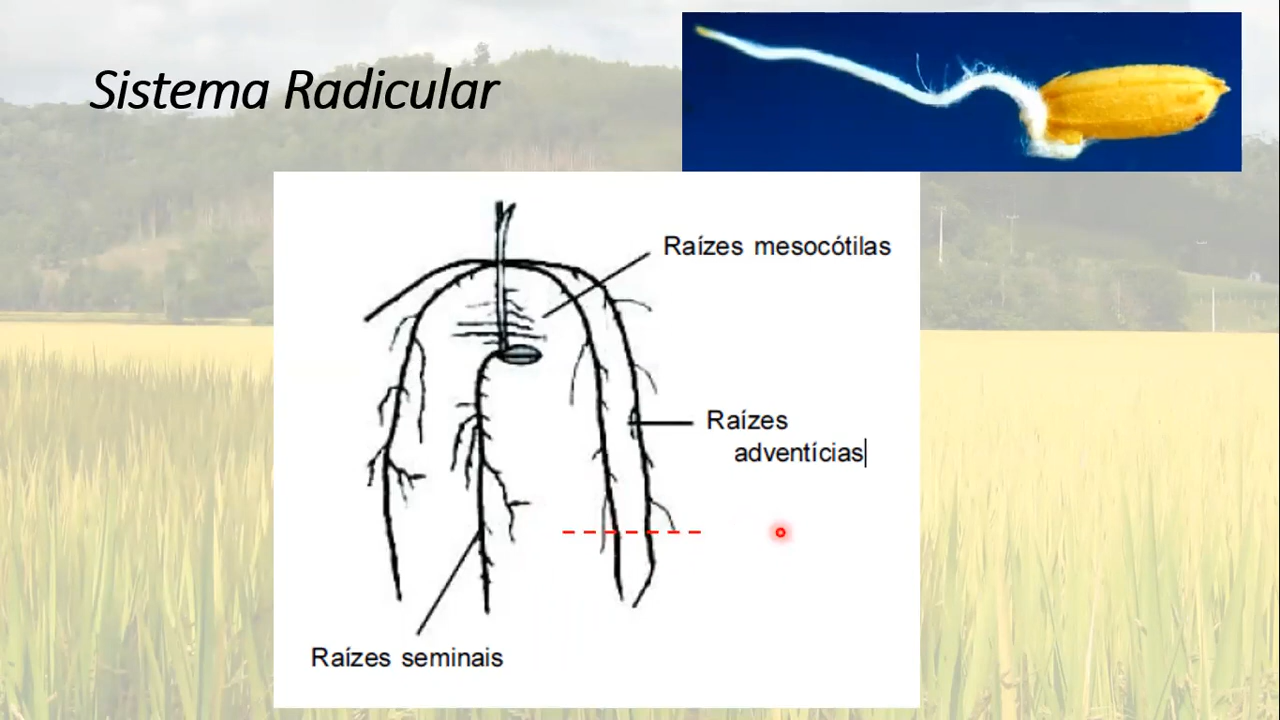 Sistema Radicular
Raízes mesocótilas
Raízes
adventícias
Raízes seminais